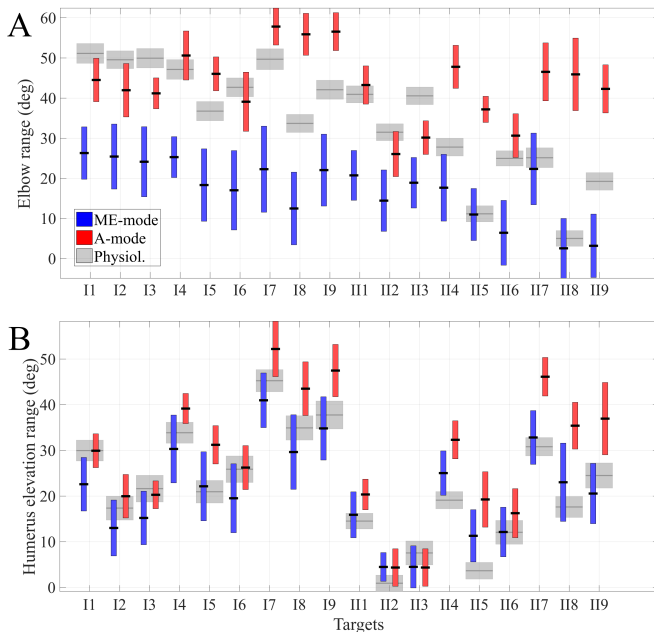 A
Elbow range (deg)
60
50
40
30
20
10
0
ME-mode
A-mode
Physiol.
I1 I2 I3 I4 I5 I6 I7 I8 I9 II1 II2 II3 II4 II5 II6 II7 II8 II9
B
Humerus elevation range (deg)
50
40
30
20
10
0
I1 I2 I3 I4 I5 I6 I7 I8 I9 II1 II2 II3 II4 II5 II6 II7 II8 II9
Targets